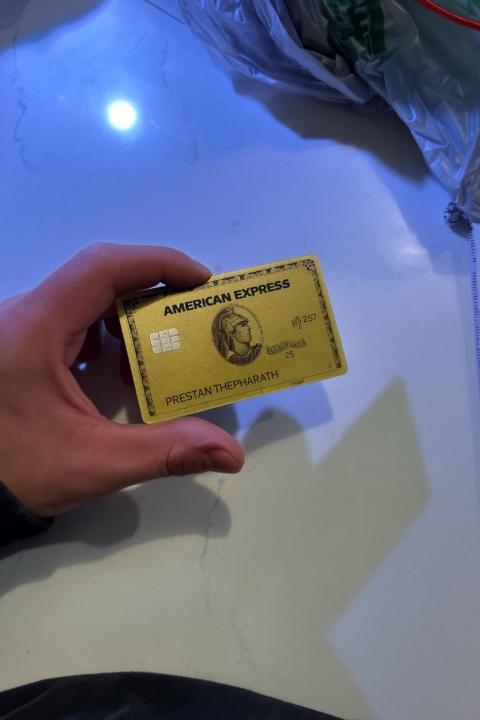 AMERICAN EXPRESS
257
25
PRESTAN THEPHARATH